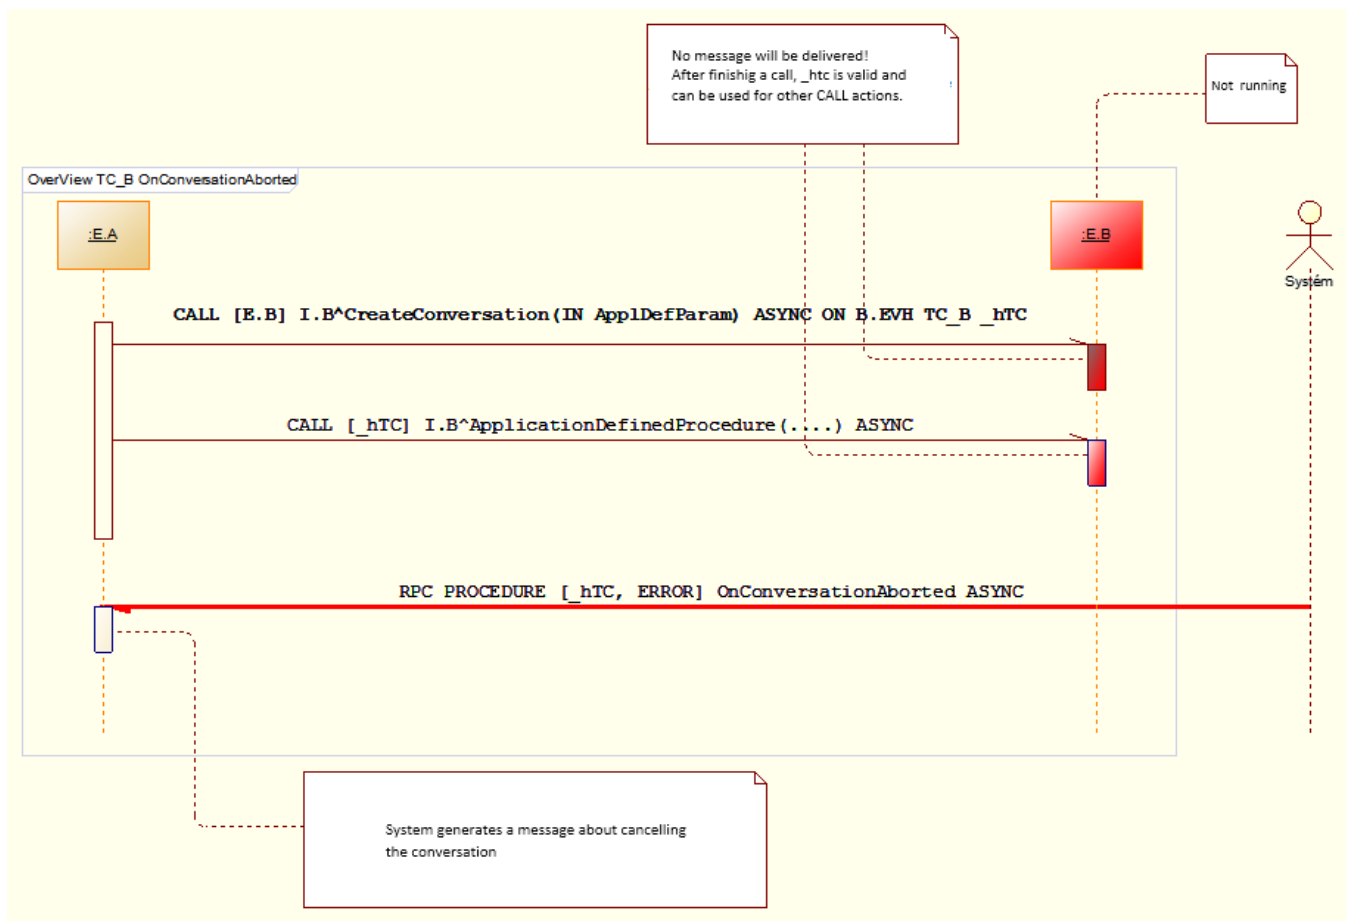 No message will be delivered!
After finishig a call, _htc is valid and
can be used for other CALL actions.
Not running
OverView TC_B OnConversationAborted
:E.A
:E.B
Systém
CALL [E.B] I.B^CreateConversation(IN ApplDefParam) ASYNC ON B.EVH TC_B _hTC
CALL [_hTC] I.B^ApplicationDefinedProcedure(....) ASYNC
RPC PROCEDURE [_hTC, ERROR] OnConversationAborted ASYNC
System generates a message about cancelling
the conversation